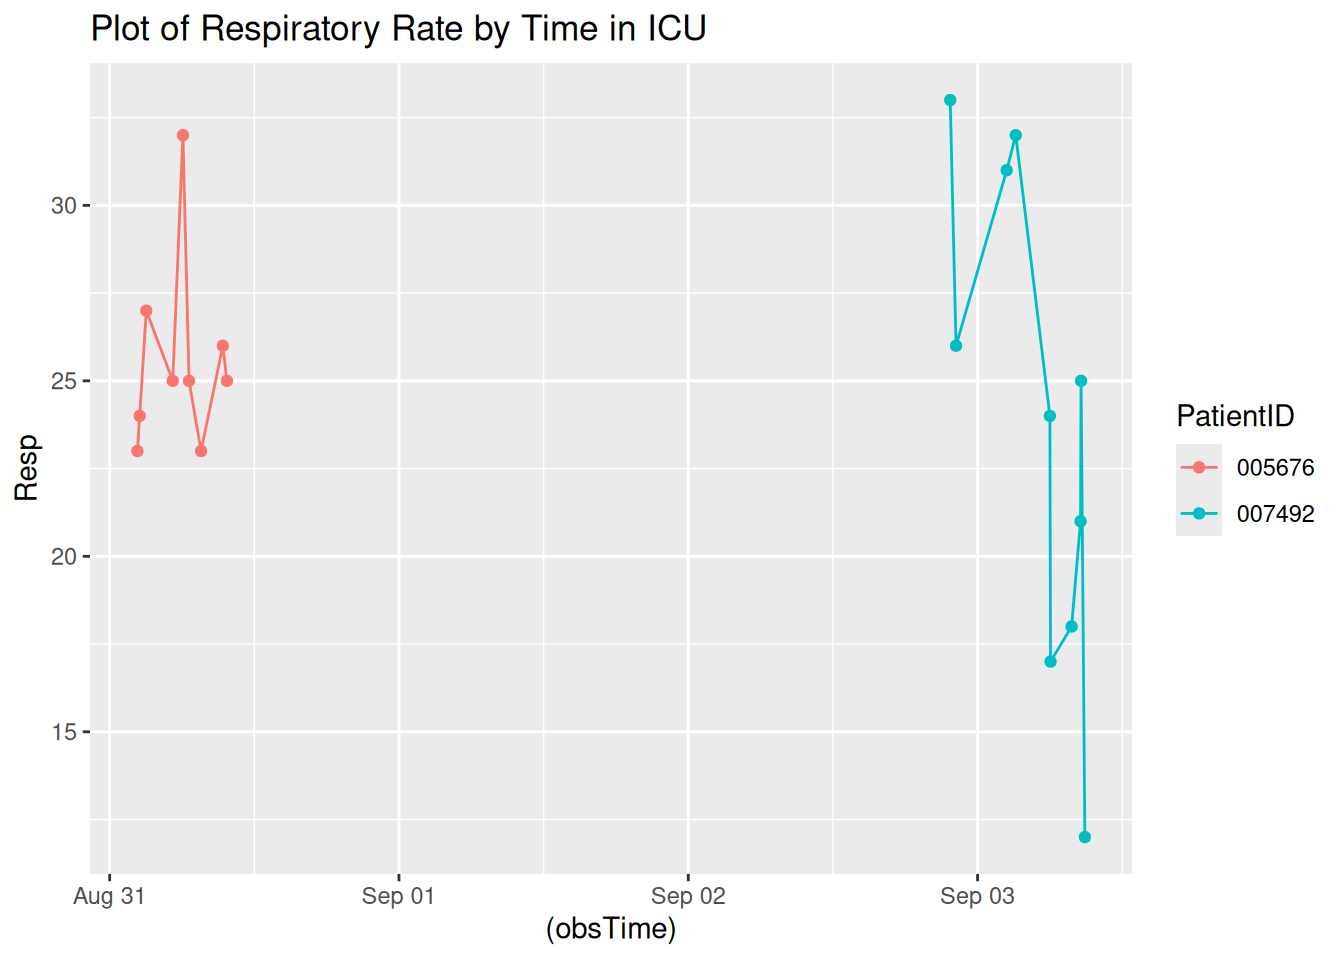 Plot of Respiratory Rate by Time in ICU
30
25
20
15
Resp
Aug 31 Sep 01 Sep 02 Sep 03
(obsTime)
PatientID
005676
007492